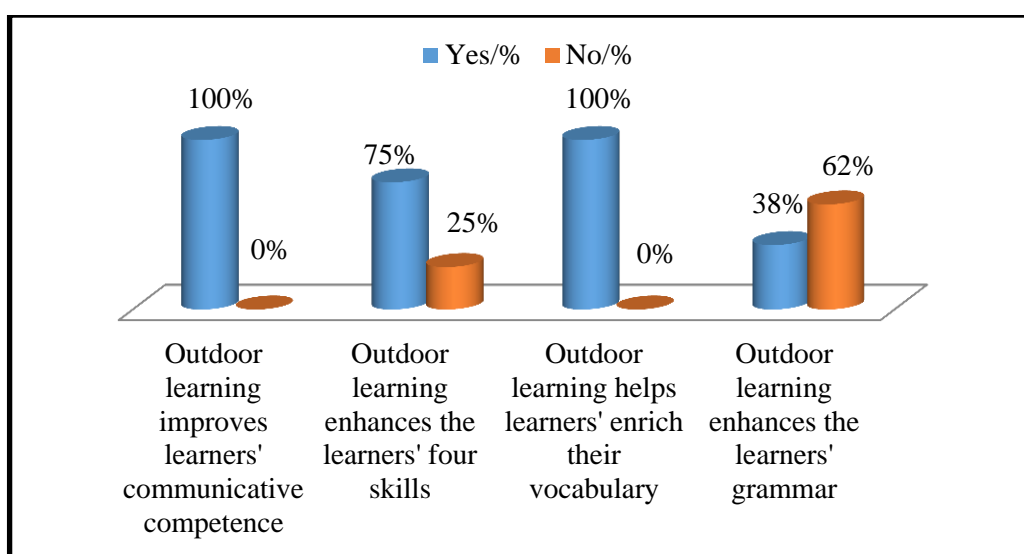 Yes/% No/%
100%
0%
75%
25%
100%
0%
38%
62%
Outdoor
learning
improves
learners'
communicative
competence
Outdoor
learning
enhances the
learners' four
skills
Outdoor
learning helps
learners' enrich
their
vocabulary
Outdoor
learning
enhances the
learners'
grammar